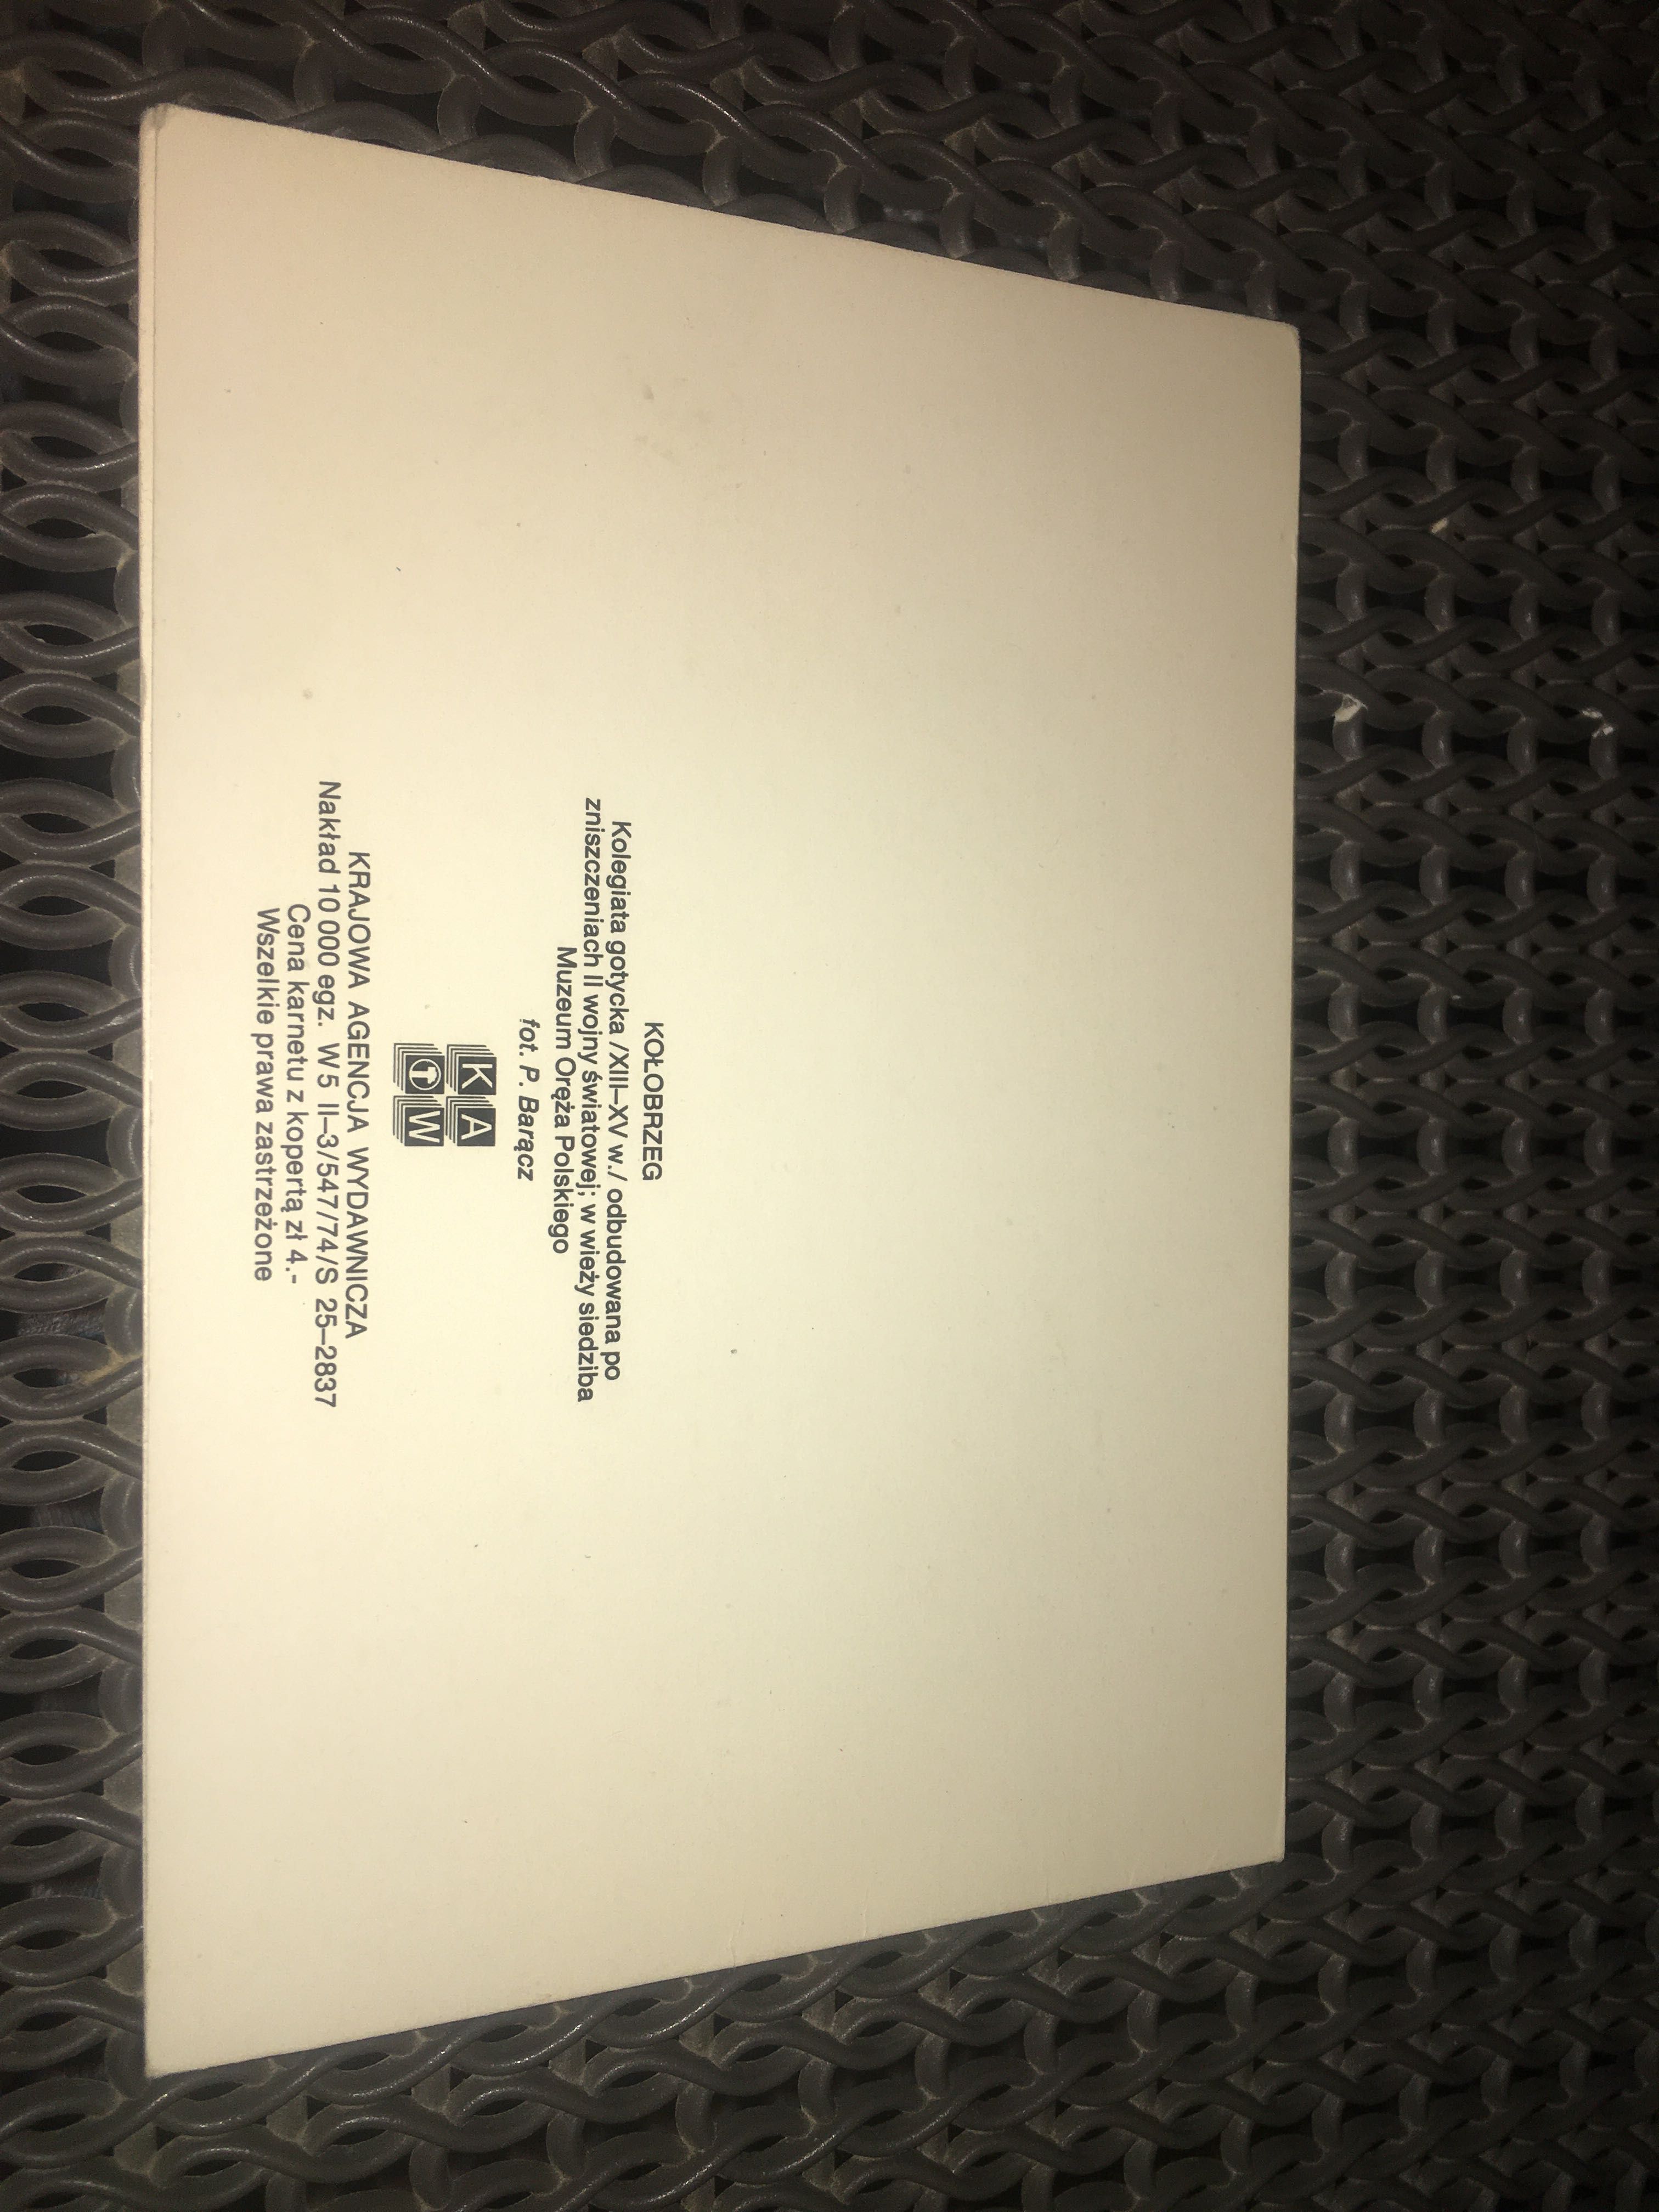 KOŁOBRZEG
Kolegiata gotycka /XIII–XV w./ odbudowana po
zniszczeniach II wojny światowej; w wieży siedziba
Muzeum Oręża Polskiego
fot. P. Barącz
K A
T W
KRAJOWA AGENCJA WYDAWNICZA
Nakład 10 000 egz. W5 II–3/547/74/S 25–2837
Cena karnetu z kopertą zł 4.-
Wszelkie prawa zastrzeżone